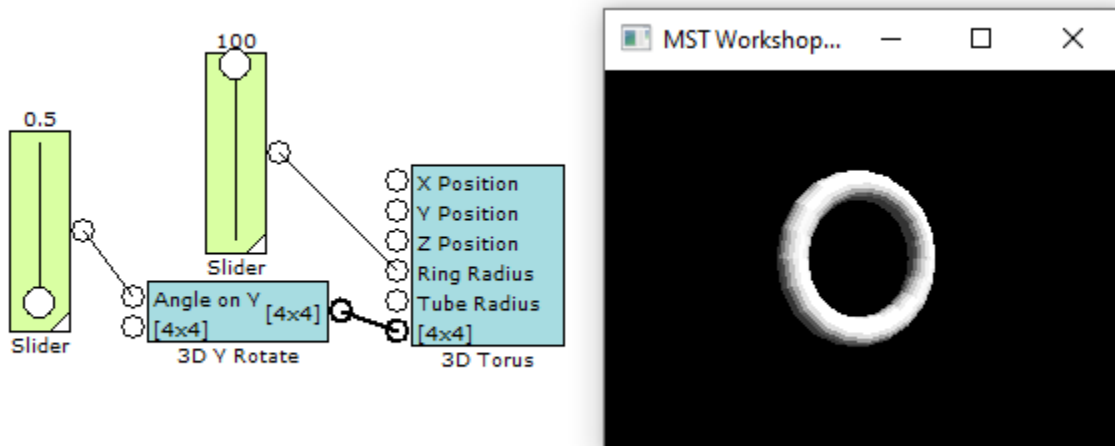 100
0.5
Slider
Slider
Angle on Y
[4x4]
[4x4]
3D Y Rotate
X Position
Y Position
Z Position
Ring Radius
Tube Radius
[4x4]
3D Torus
MST Workshop...